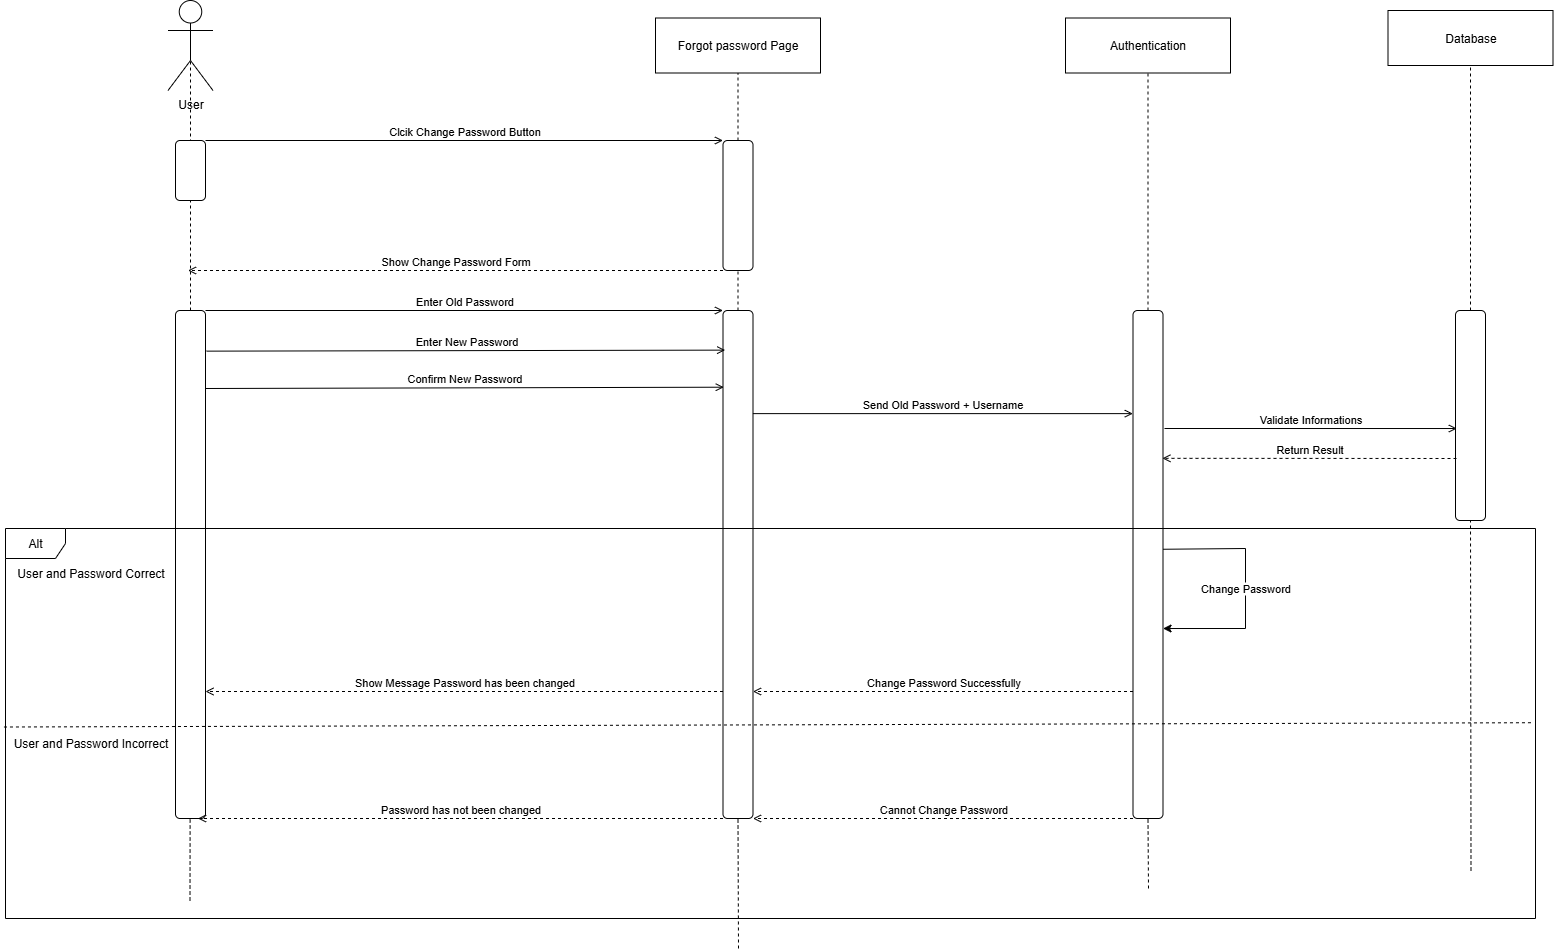 User
Forgot password Page
Authentication
Database
Clcik Change Password Button
Show Change Password Form
Enter Old Password
Enter New Password
Confirm New Password
Send Old Password + Username
Validate Informations
Return Result
Alt
User and Password Correct
Change Password
Show Message Password has been changed
Change Password Successfully
User and Password Incorrect
Password has not been changed
Cannot Change Password